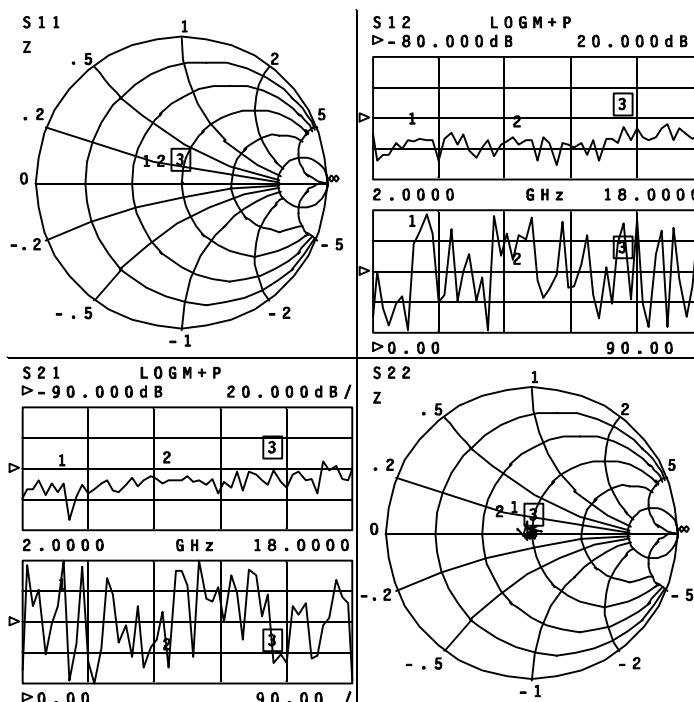 S11
Z
1
.5
2
.2
5
1 2 3
0
∞
-.2
-5
-.5
-2
-1
S12 LOGM+P
▷-80.000dB 20.000dB
3
1
2
2.0000 GHz 18.0000
1
3
2
▷0.00 90.00
S21 LOGM+P
▷-90.000dB 20.000dB/
3
1
2
2.0000 GHz 18.0000
1
3
2
▷0.00 90.00 /
S22
Z
1
.5
2
.2
5
2 1 3
0
∞
-.2
-5
-.5
-2
-1